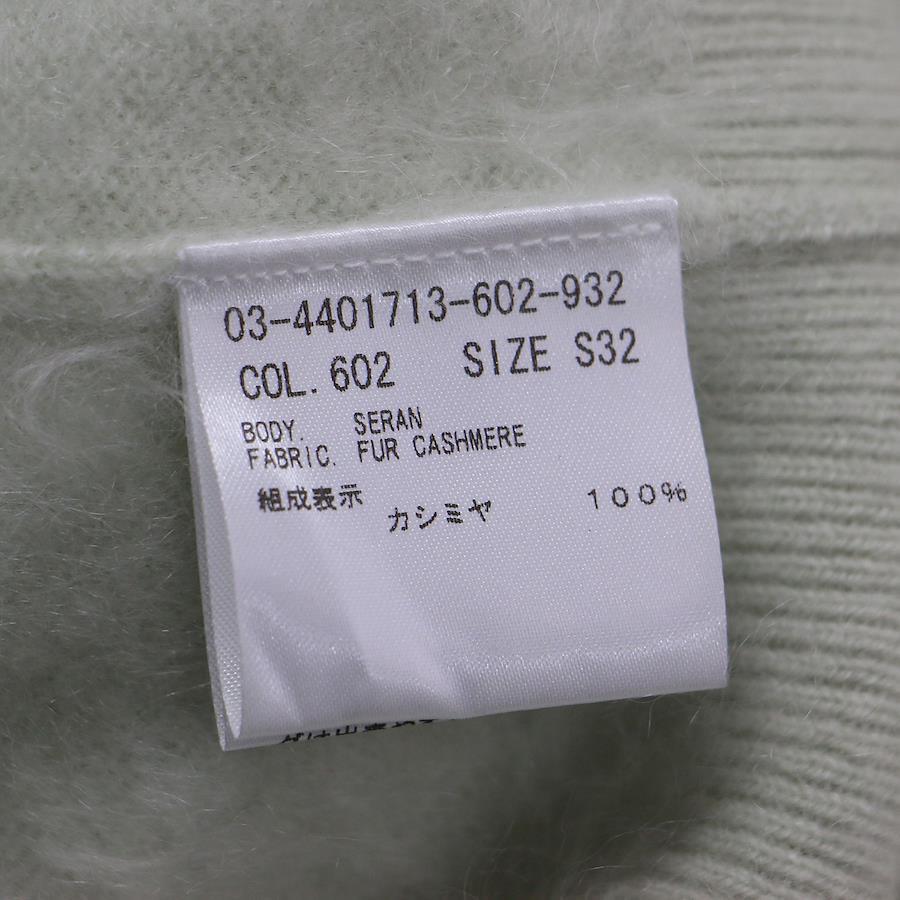 03-4401713-602-932
COL. 602 SIZE S32
BODY. SERAN
FABRIC. FUR CASHMERE
組成表示
カシミヤ 100%